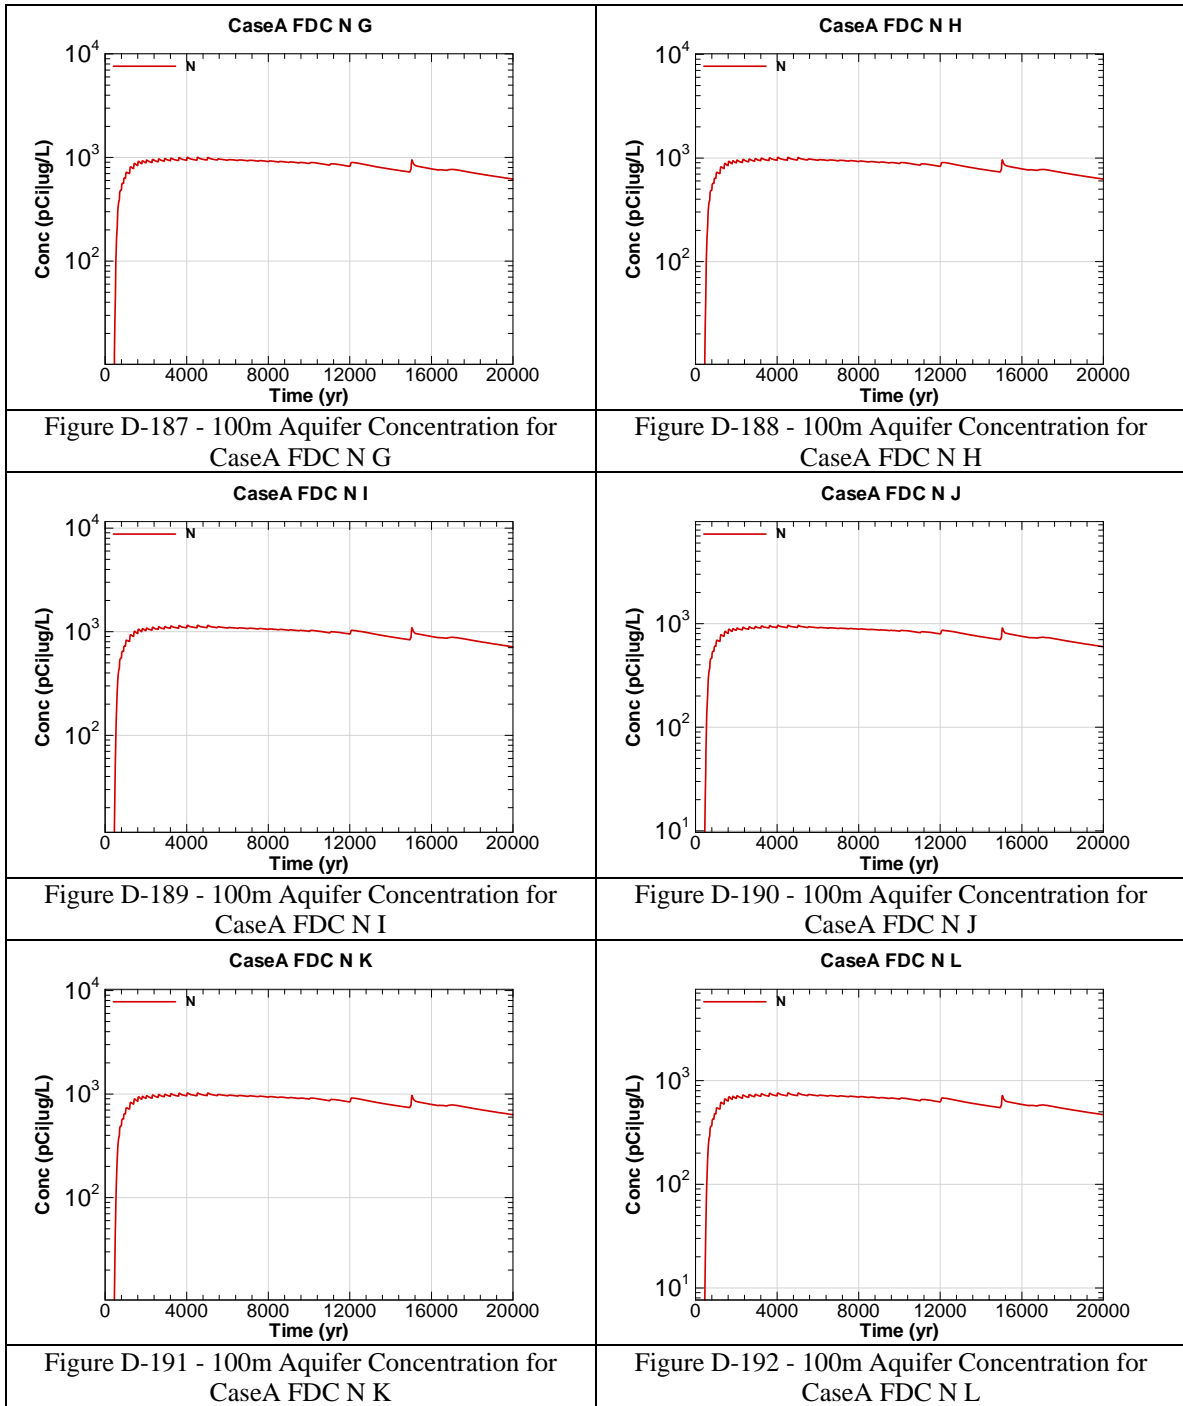 CaseA FDC N G
10^4
N
10^3
10^2
Conc (pCi|ug/L)
0 4000 8000 12000 16000 20000
Time (yr)
Figure D-187 - 100m Aquifer Concentration for
CaseA FDC N G
CaseA FDC N H
10^4
N
10^3
10^2
Conc (pCi|ug/L)
0 4000 8000 12000 16000 20000
Time (yr)
Figure D-188 - 100m Aquifer Concentration for
CaseA FDC N H
CaseA FDC N I
10^4
N
10^3
10^2
Conc (pCi|ug/L)
0 4000 8000 12000 16000 20000
Time (yr)
Figure D-189 - 100m Aquifer Concentration for
CaseA FDC N I
CaseA FDC N J
N
10^3
10^2
10^1
Conc (pCi|ug/L)
0 4000 8000 12000 16000 20000
Time (yr)
Figure D-190 - 100m Aquifer Concentration for
CaseA FDC N J
CaseA FDC N K
10^4
N
10^3
10^2
Conc (pCi|ug/L)
0 4000 8000 12000 16000 20000
Time (yr)
Figure D-191 - 100m Aquifer Concentration for
CaseA FDC N K
CaseA FDC N L
N
10^3
10^2
10^1
Conc (pCi|ug/L)
0 4000 8000 12000 16000 20000
Time (yr)
Figure D-192 - 100m Aquifer Concentration for
CaseA FDC N L